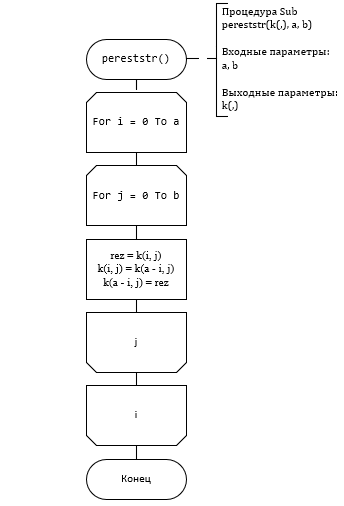 Процедура Sub
pereststr(k(,), a, b)
Входные параметры:
a, b
Выходные параметры:
k(,)
pereststr()
For i = 0 To a
For j = 0 To b
rez = k(i, j)
k(i, j) = k(a - i, j)
k(a - i, j) = rez
j
i
Конец